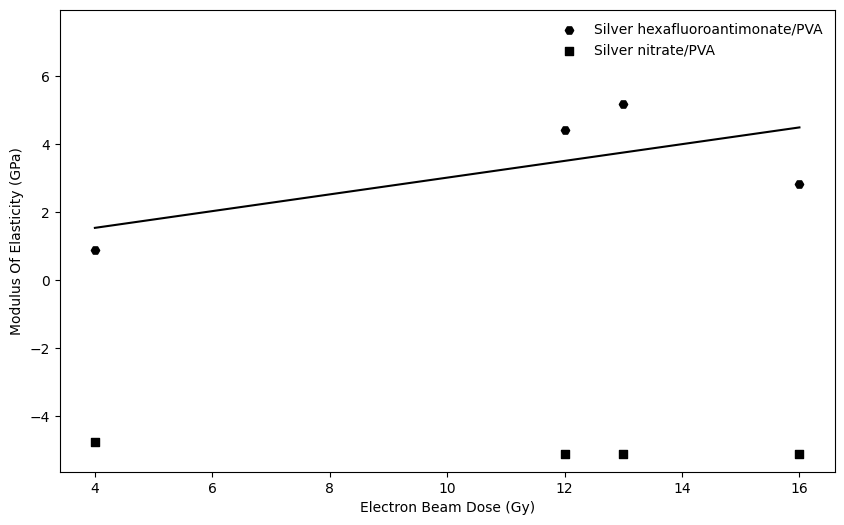 Silver hexafluoroantimonate/PVA
Silver nitrate/PVA
6
4
2
0
−2
−4
Modulus Of Elasticity (GPa)
4 6 8 10 12 14 16
Electron Beam Dose (Gy)